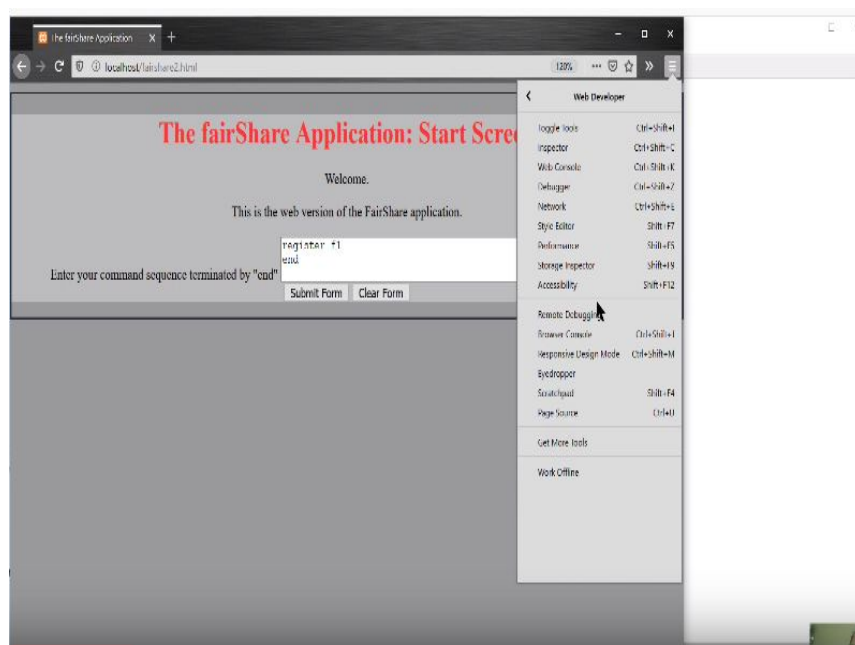 The fairShare Application X +
localhost/fairshare2.html 120%
The fairShare Application: Start Scree
Welcome.
This is the web version of the FairShare application.
register f1
end
Enter your command sequence terminated by "end"
Submit Form Clear Form
Web Developer
Toggle Tools Ctrl+Shift+I
Inspector Ctrl+Shift+C
Web Console Ctrl+Shift+K
Debugger Ctrl+Shift+Z
Network Ctrl+Shift+E
Style Editor Shift+F7
Performance Shift+F5
Storage Inspector Shift+F9
Accessibility Shift+F12
Remote Debugging
Browser Console Ctrl+Shift+J
Responsive Design Mode Ctrl+Shift+M
Eyedropper
Scratchpad Shift+F4
Page Source Ctrl+U
Get More Tools
Work Offline